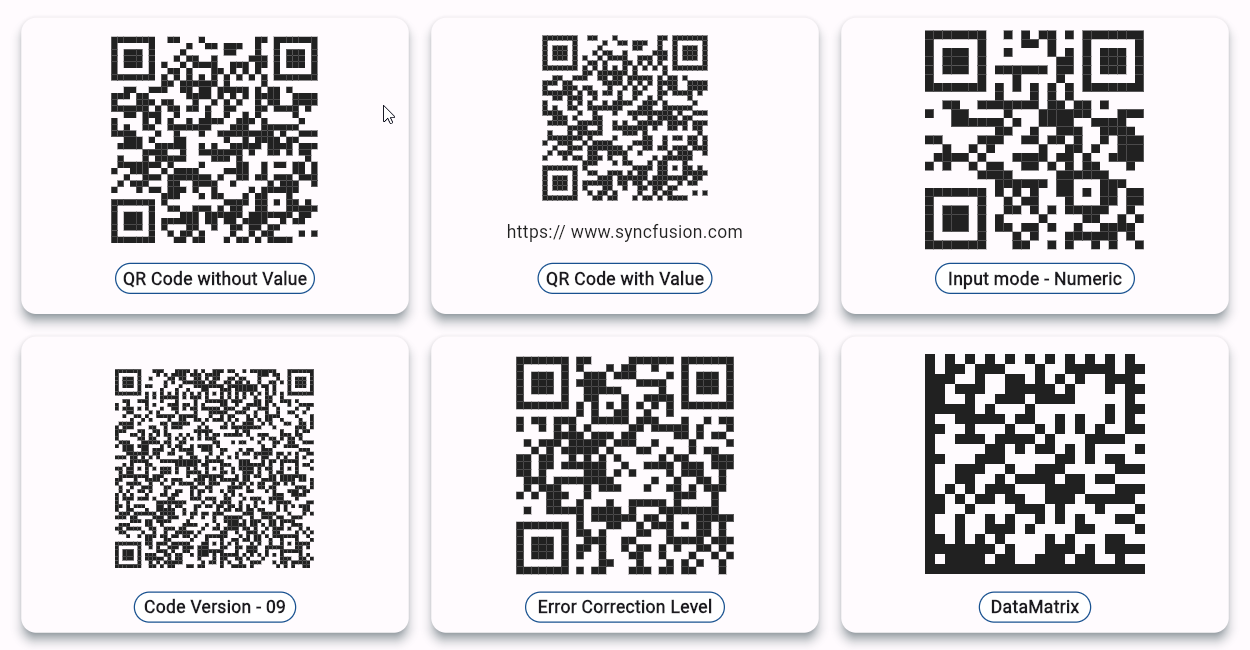 https:// www.syncfusion.com
QR Code without Value
QR Code with Value
Input mode - Numeric
Code Version - 09
Error Correction Level
DataMatrix